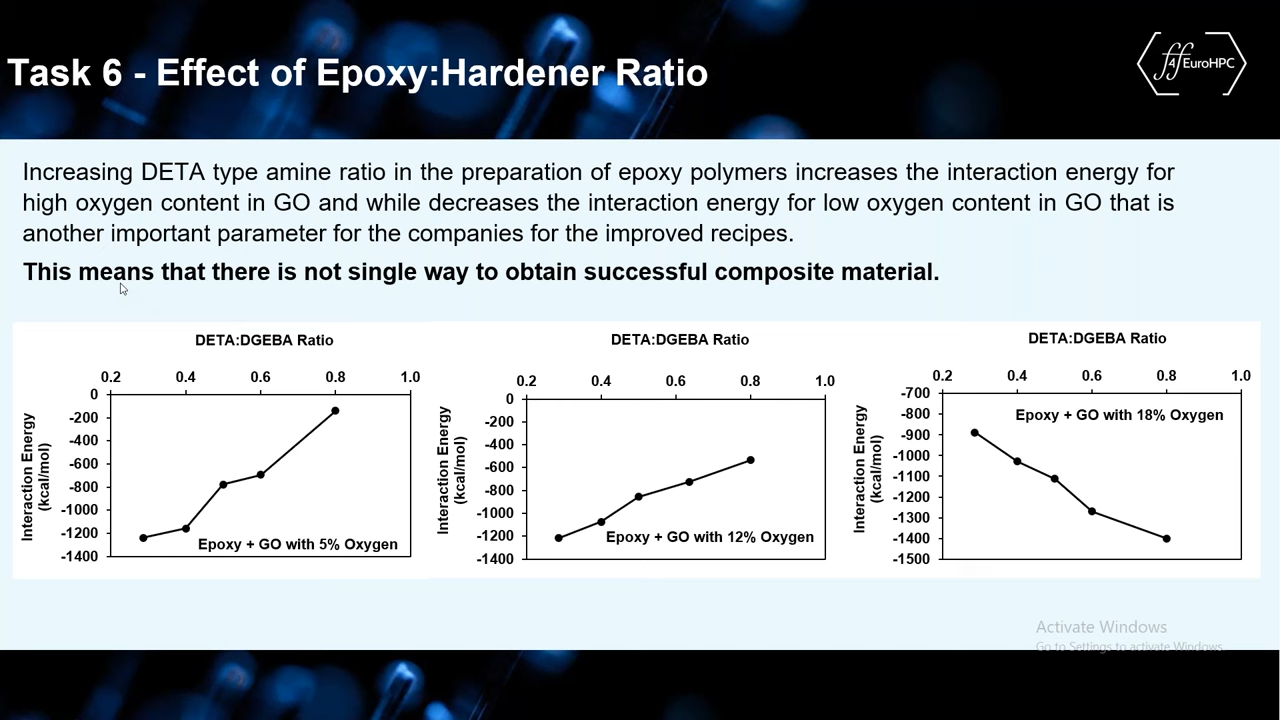 Task 6 - Effect of Epoxy:Hardener Ratio
ff4EuroHPC
Increasing DETA type amine ratio in the preparation of epoxy polymers increases the interaction energy for
high oxygen content in GO and while decreases the interaction energy for low oxygen content in GO that is
another important parameter for the companies for the improved recipes.
This means that there is not single way to obtain successful composite material.
DETA:DGEBA Ratio
0.2 0.4 0.6 0.8 1.0
0
-200
-400
-600
-800
-1000
-1200
-1400
Interaction Energy
(kcal/mol)
Epoxy + GO with 5% Oxygen
DETA:DGEBA Ratio
0.2 0.4 0.6 0.8 1.0
0
-200
-400
-600
-800
-1000
-1200
-1400
Interaction Energy
(kcal/mol)
Epoxy + GO with 12% Oxygen
DETA:DGEBA Ratio
0.2 0.4 0.6 0.8 1.0
-700
-800
-900
-1000
-1100
-1200
-1300
-1400
-1500
Interaction Energy
(kcal/mol)
Epoxy + GO with 18% Oxygen
Activate Windows
Go to Settings to activate Windows.